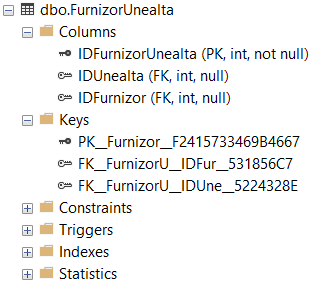 dbo.FurnizorUnealta
Columns
IDFurnizorUnealta (PK, int, not null)
IDUnealta (FK, int, null)
IDFurnizor (FK, int, null)
Keys
PK__Furnizor__F2415733469B4667
FK__FurnizorU__IDFur__531856C7
FK__FurnizorU__IDUne__5224328E
Constraints
Triggers
Indexes
Statistics